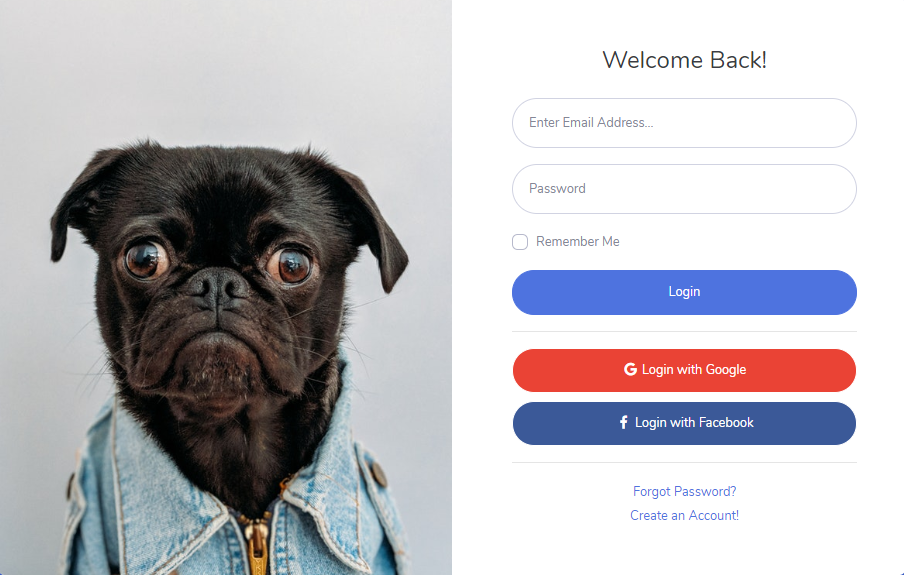 Welcome Back!
Enter Email Address...
Password
Remember Me
Login
Login with Google
Login with Facebook
Forgot Password?
Create an Account!